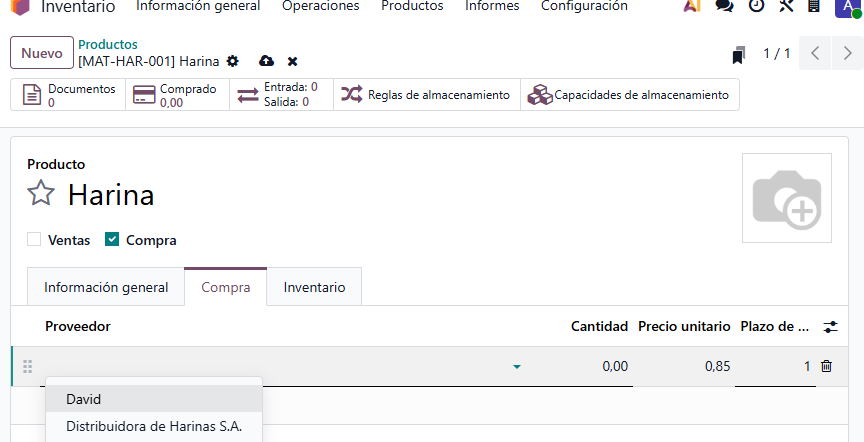 Inventario Información general Operaciones Productos Informes Configuración A
Nuevo Productos
[MAT-HAR-001] Harina 1 / 1
Documentos 0 Comprado 0,00 Entrada: 0 Salida: 0 Reglas de almacenamiento Capacidades de almacenamiento
Producto
Harina
Ventas Compra
Información general Compra Inventario
Proveedor Cantidad Precio unitario Plazo de ...
0,00 0,85 1
David
Distribuidora de Harinas S.A.